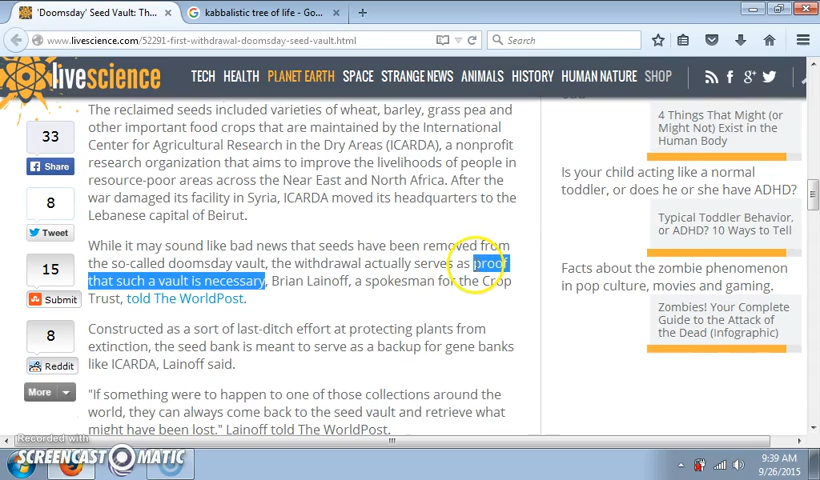 'Doomsday' Seed Vault: Th...
kabbalistic tree of life - Go...
www.livescience.com/52291-first-withdrawal-doomsday-seed-vault.html
Search
livescience
TECH HEALTH PLANET EARTH SPACE STRANGE NEWS ANIMALS HISTORY HUMAN NATURE SHOP
33
Share
8
Tweet
15
Submit
8
Reddit
More
The reclaimed seeds included varieties of wheat, barley, grass pea and
other important food crops that are maintained by the International
Center for Agricultural Research in the Dry Areas (ICARDA), a nonprofit
research organization that aims to improve the livelihoods of people in
resource-poor areas across the Near East and North Africa. After the
war damaged its facility in Syria, ICARDA moved its headquarters to the
Lebanese capital of Beirut.
While it may sound like bad news that seeds have been removed from
the so-called doomsday vault, the withdrawal actually serves as proof
that such a vault is necessary, Brian Lainoff, a spokesman for the Crop
Trust, told The WorldPost.
Constructed as a sort of last-ditch effort at protecting plants from
extinction, the seed bank is meant to serve as a backup for gene banks
like ICARDA, Lainoff said.
"If something were to happen to one of those collections around the
world, they can always come back to the seed vault and retrieve what
might have been lost," Lainoff told The WorldPost.
4 Things That Might (or
Might Not) Exist in the
Human Body
Is your child acting like a normal
toddler, or does he or she have ADHD?
Typical Toddler Behavior,
or ADHD? 10 Ways to Tell
Facts about the zombie phenomenon
in pop culture, movies and gaming.
Zombies! Your Complete
Guide to the Attack of
the Dead (Infographic)
Recorded with
SCREENCAST MATIC
9:39 AM
9/26/2015